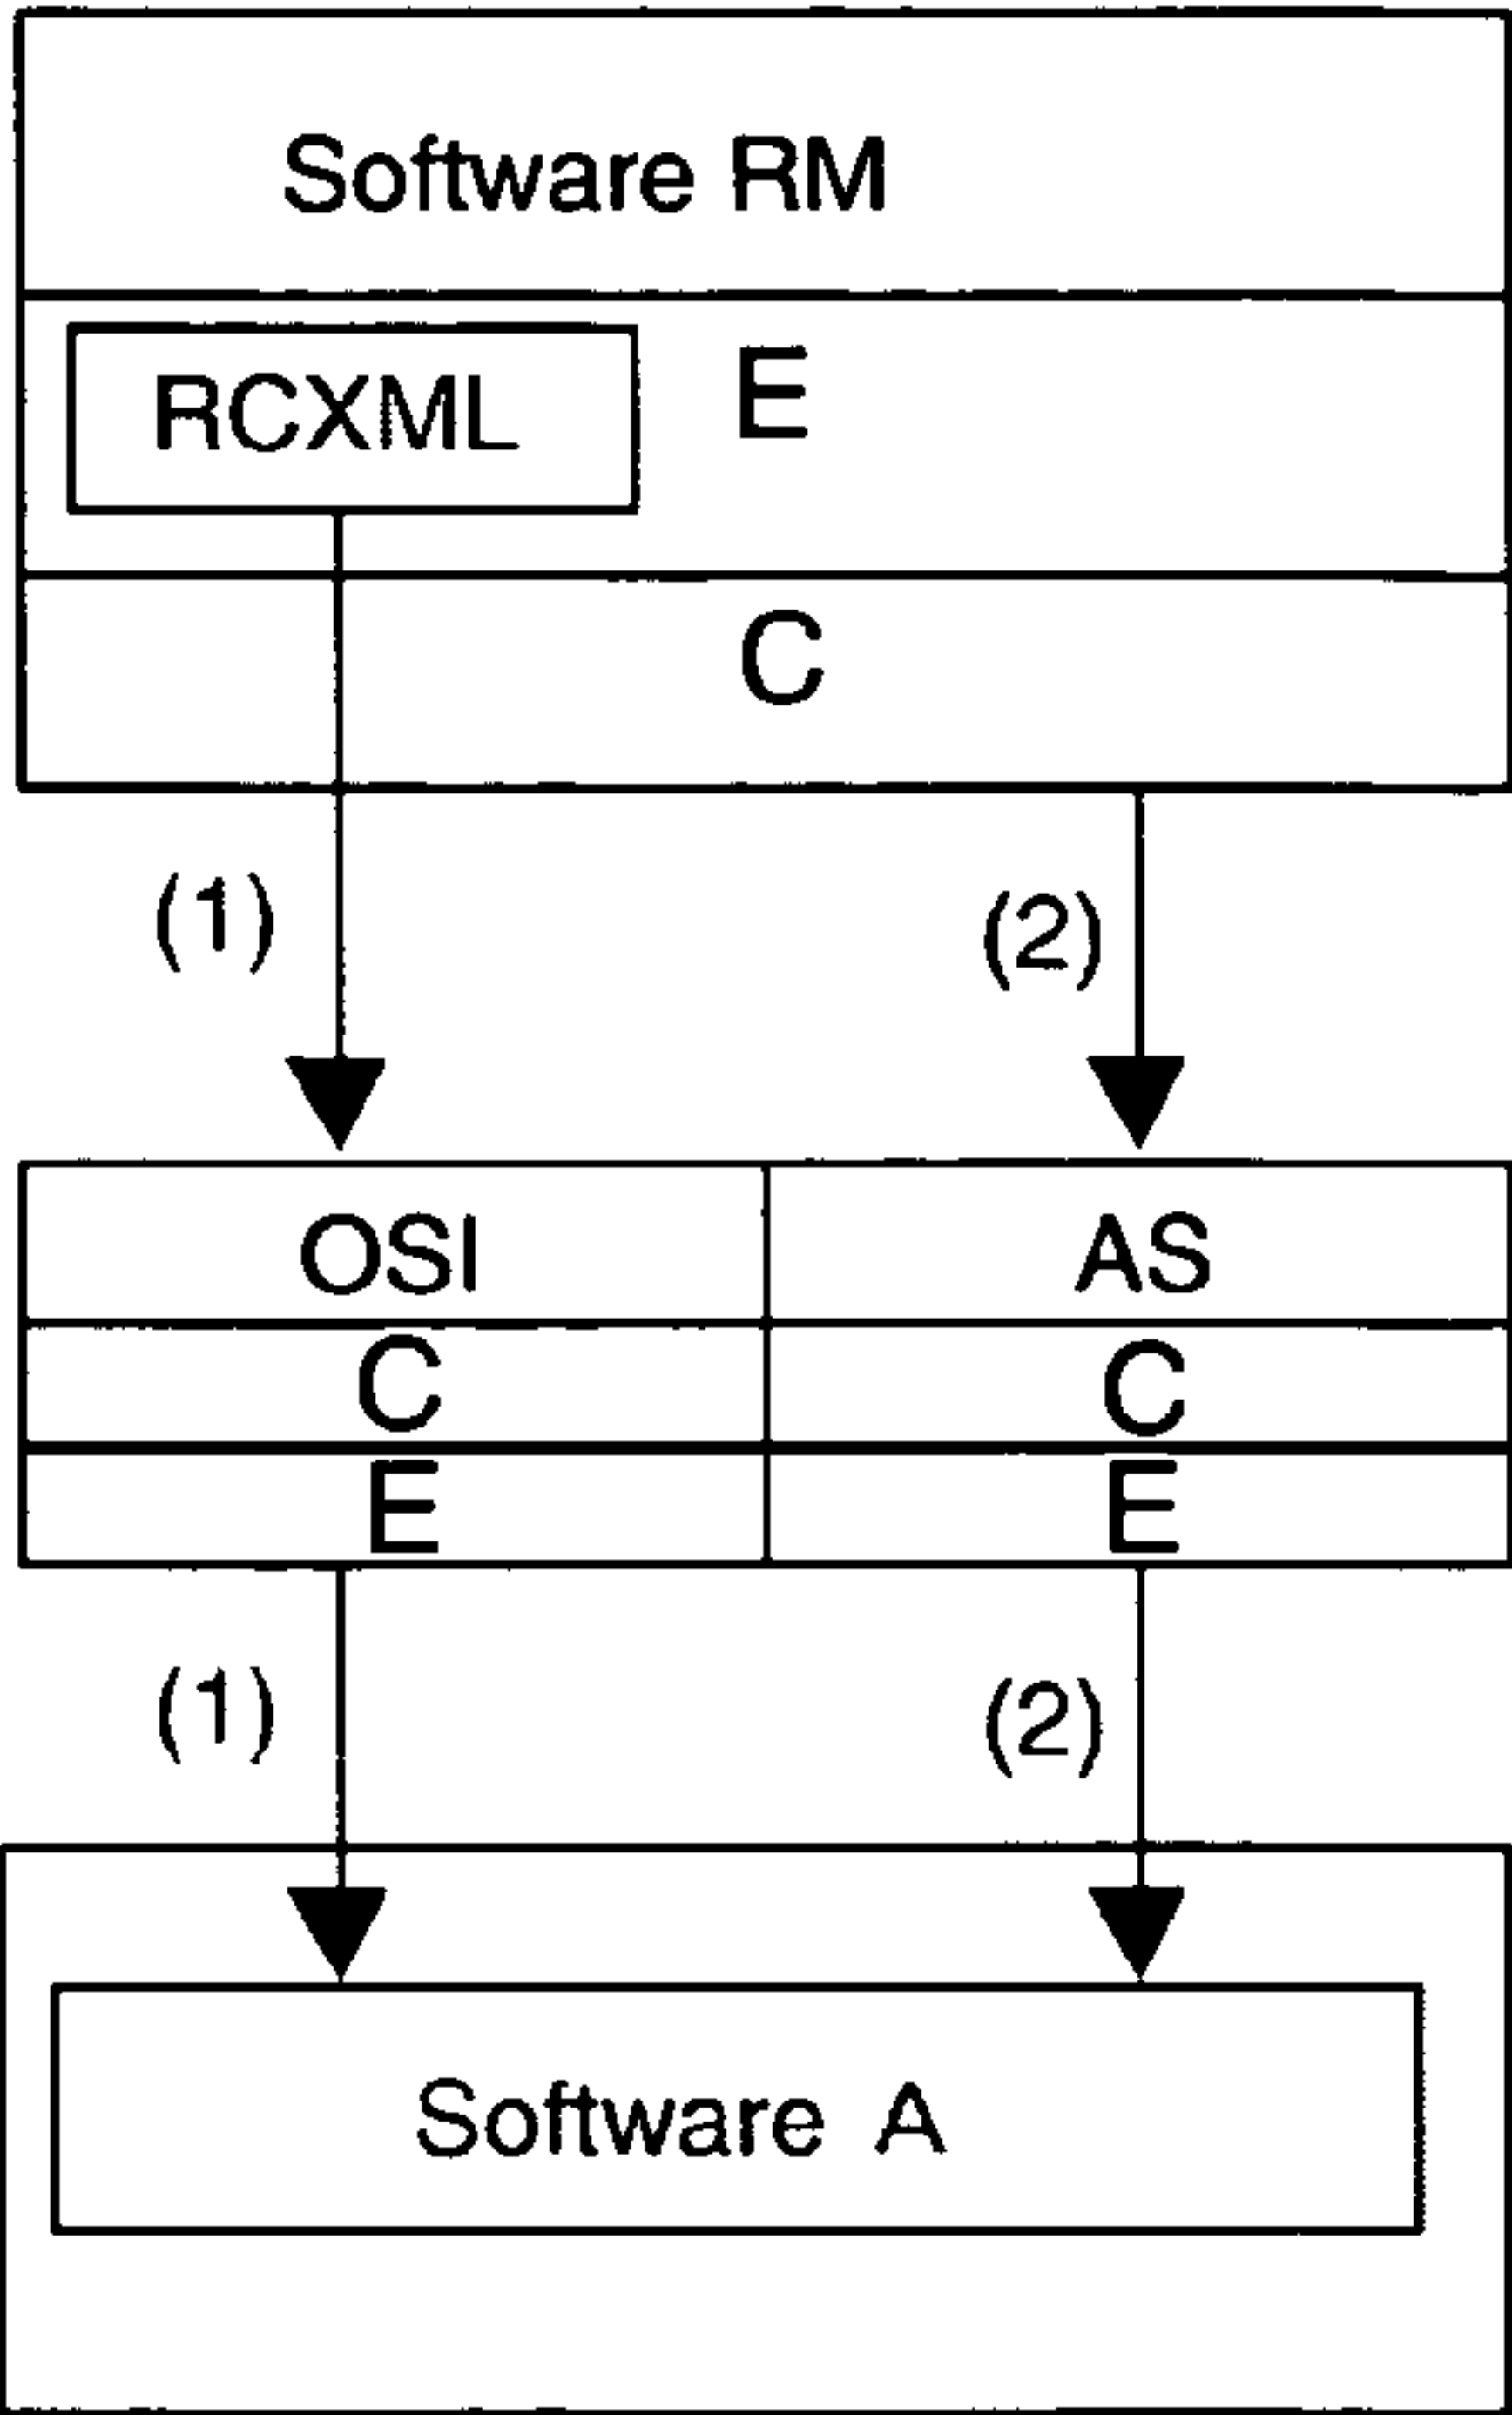 Software RM
RCXML
E
C
(1)
(2)
OSI
AS
C
C
E
E
(1)
(2)
Software A